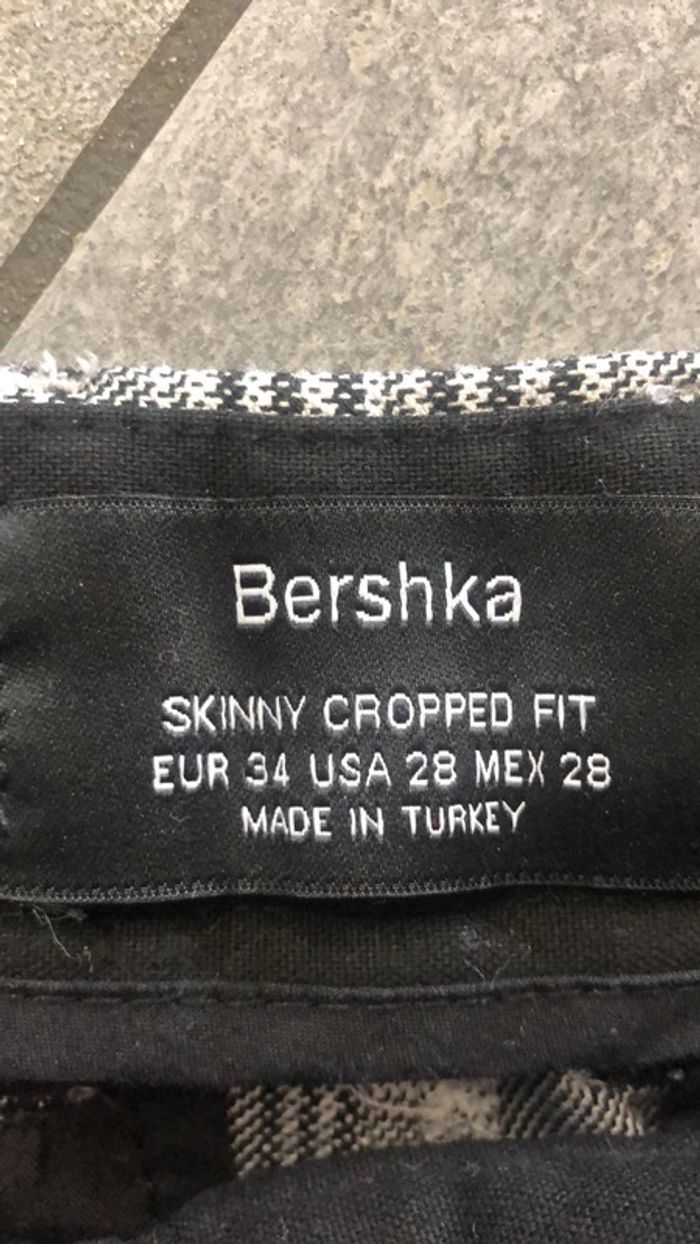 Bershka
SKINNY CROPPED FIT
EUR 34 USA 28 MEX 28
MADE IN TURKEY